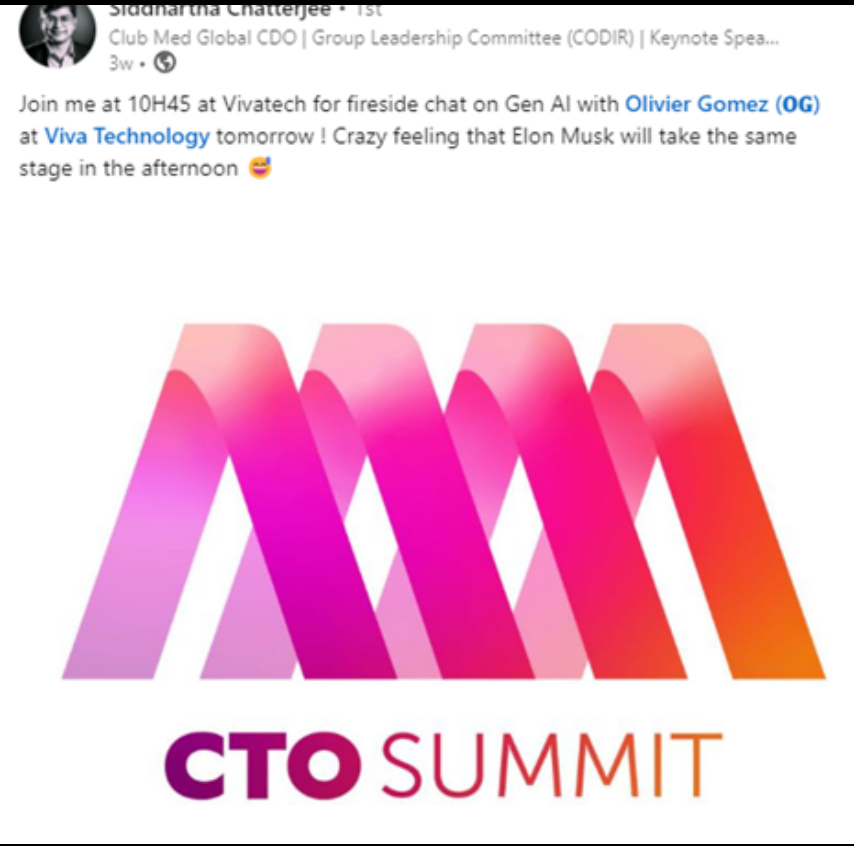 Siddhartha Chatterjee • 1st
Club Med Global CDO | Group Leadership Committee (CODIR) | Keynote Spea...
3w •
Join me at 10H45 at Vivatech for fireside chat on Gen AI with Olivier Gomez (OG)
at Viva Technology tomorrow ! Crazy feeling that Elon Musk will take the same
stage in the afternoon 😅
CTO SUMMIT